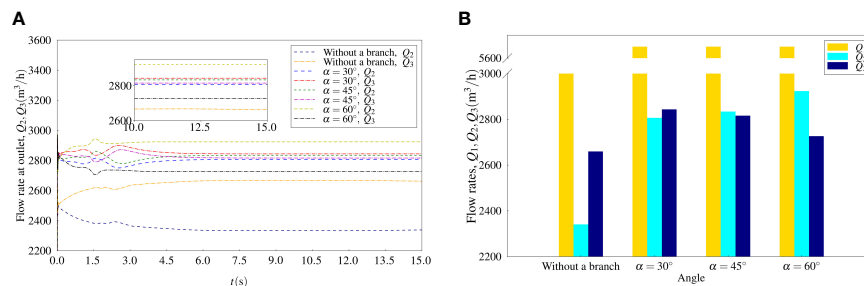 A
Flow rate at outlet, Q₂, Q₃(m³/h)
3600
3400
3200
3000
2800
2600
2400
2200
0.0 1.5 3.0 4.5 6.0 7.5 9.0 10.5 12.0 13.5 15.0
t(s)
2800
2600
10.0 12.5 15.0
Without a branch, Q₂
Without a branch, Q₃
α = 30°, Q₂
α = 30°, Q₃
α = 45°, Q₂
α = 45°, Q₃
α = 60°, Q₂
α = 60°, Q₃
B
Flow rates, Q₁, Q₂, Q₃(m³/h)
5600
3000
2800
2600
2400
2200
Without a branch α = 30° α = 45° α = 60°
Angle
Q
Q
Q